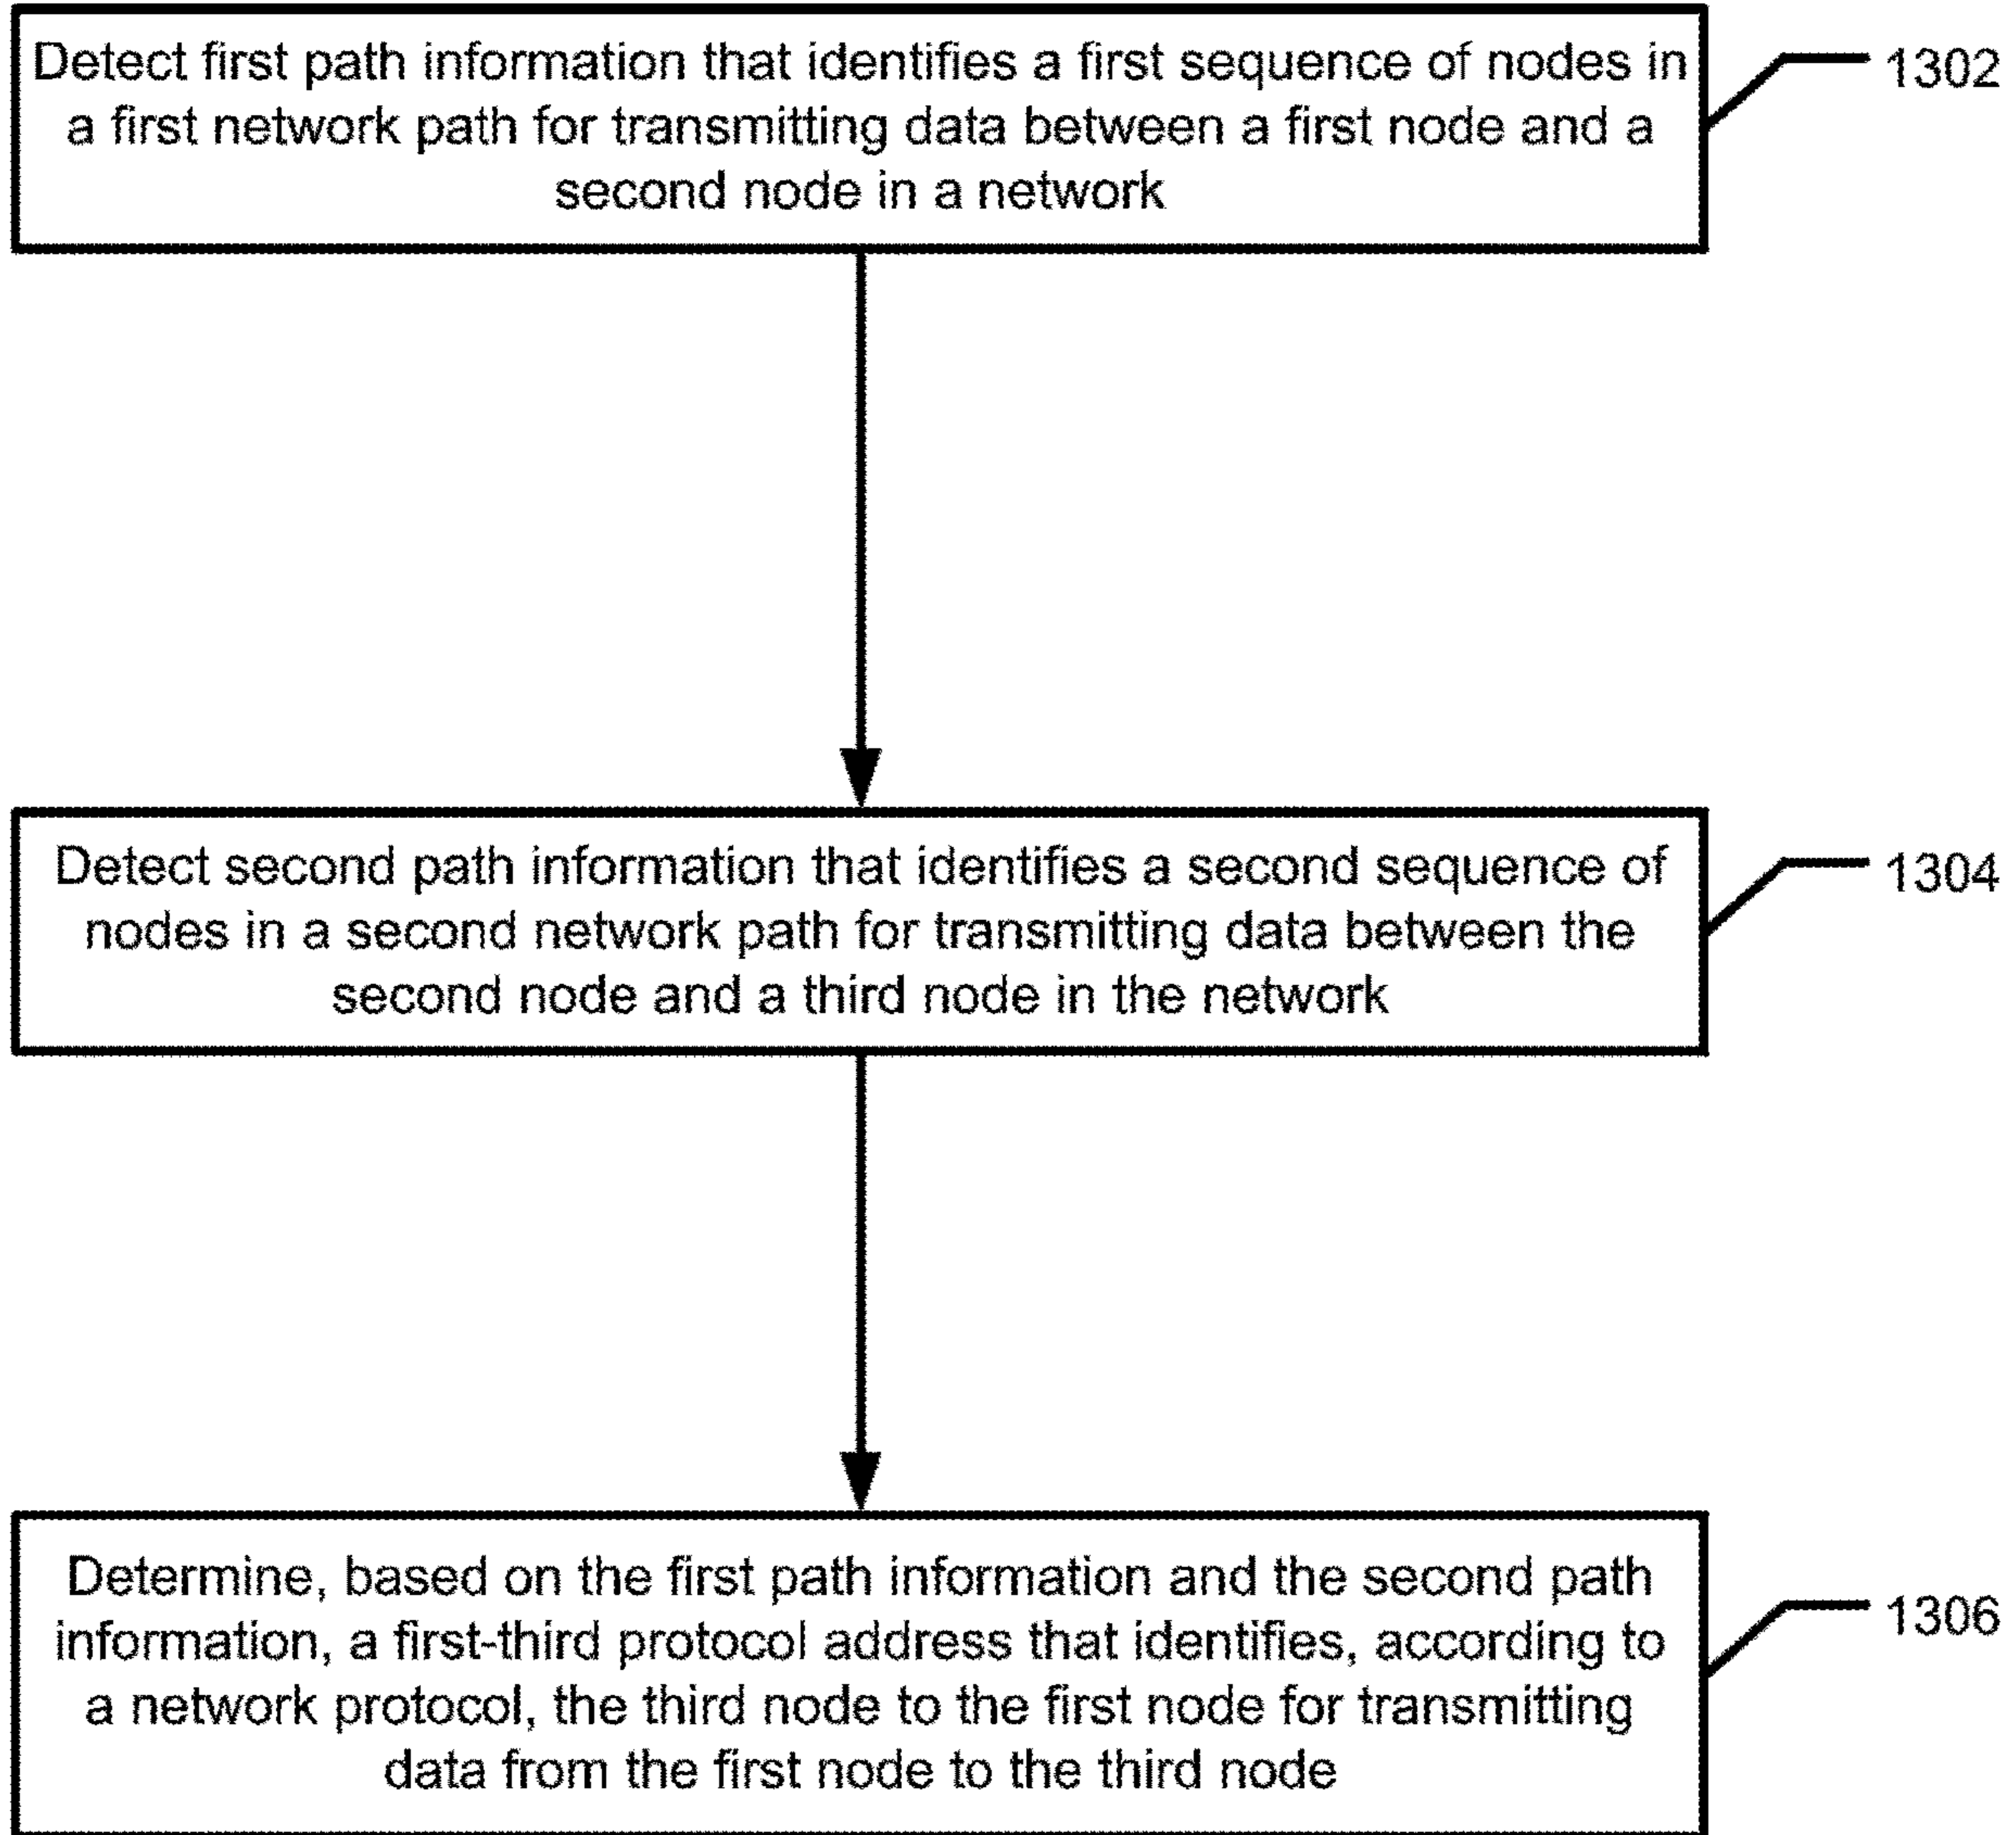 Detect first path information that identifies a first sequence of nodes in
a first network path for transmitting data between a first node and a
second node in a network
1302
Detect second path information that identifies a second sequence of
nodes in a second network path for transmitting data between the
second node and a third node in the network
1304
Determine, based on the first path information and the second path
information, a first-third protocol address that identifies, according to
a network protocol, the third node to the first node for transmitting
data from the first node to the third node
1306